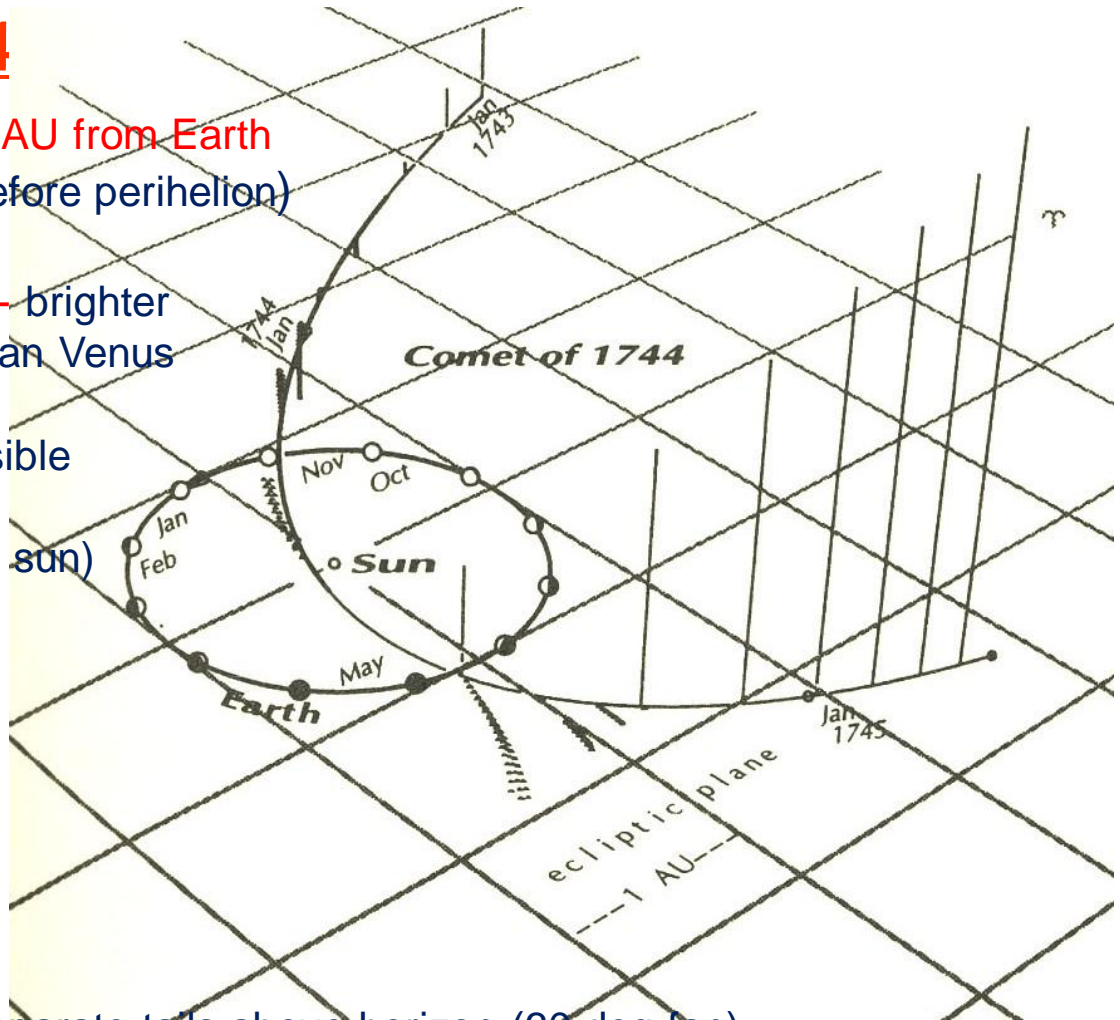 4
AU from Earth
efore perihelion)
- brighter
an Venus
sible
sun)
Jan
1743
♈
1744
Jan
Comet of 1744
Nov
Oct
Jan
Feb
Sun
May
Earth
Jan
1745
ecliptic plane
1 AU